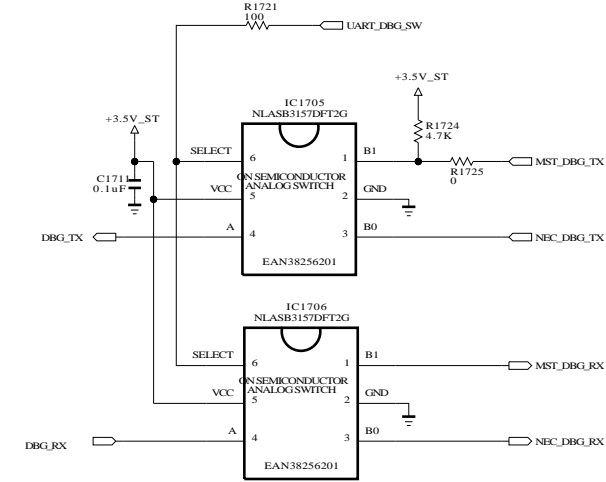 R1721
100
UART_DBG_SW
+3.5V_ST
IC1705
NLASB3157DFT2G
R1724
4.7K
+3.5V_ST
SELECT
6
1
B1
MST_DBG_TX
R1725
0
C1711
0.1uF
ON SEMICONDUCTOR
ANALOG SWITCH
VCC
5
2
GND
DBG_TX
A
4
3
B0
NEC_DBG_TX
EAN38256201
IC1706
NLASB3157DFT2G
SELECT
6
1
B1
MST_DBG_RX
ON SEMICONDUCTOR
ANALOG SWITCH
VCC
5
2
GND
DBG_RX
A
4
3
B0
NEC_DBG_RX
EAN38256201